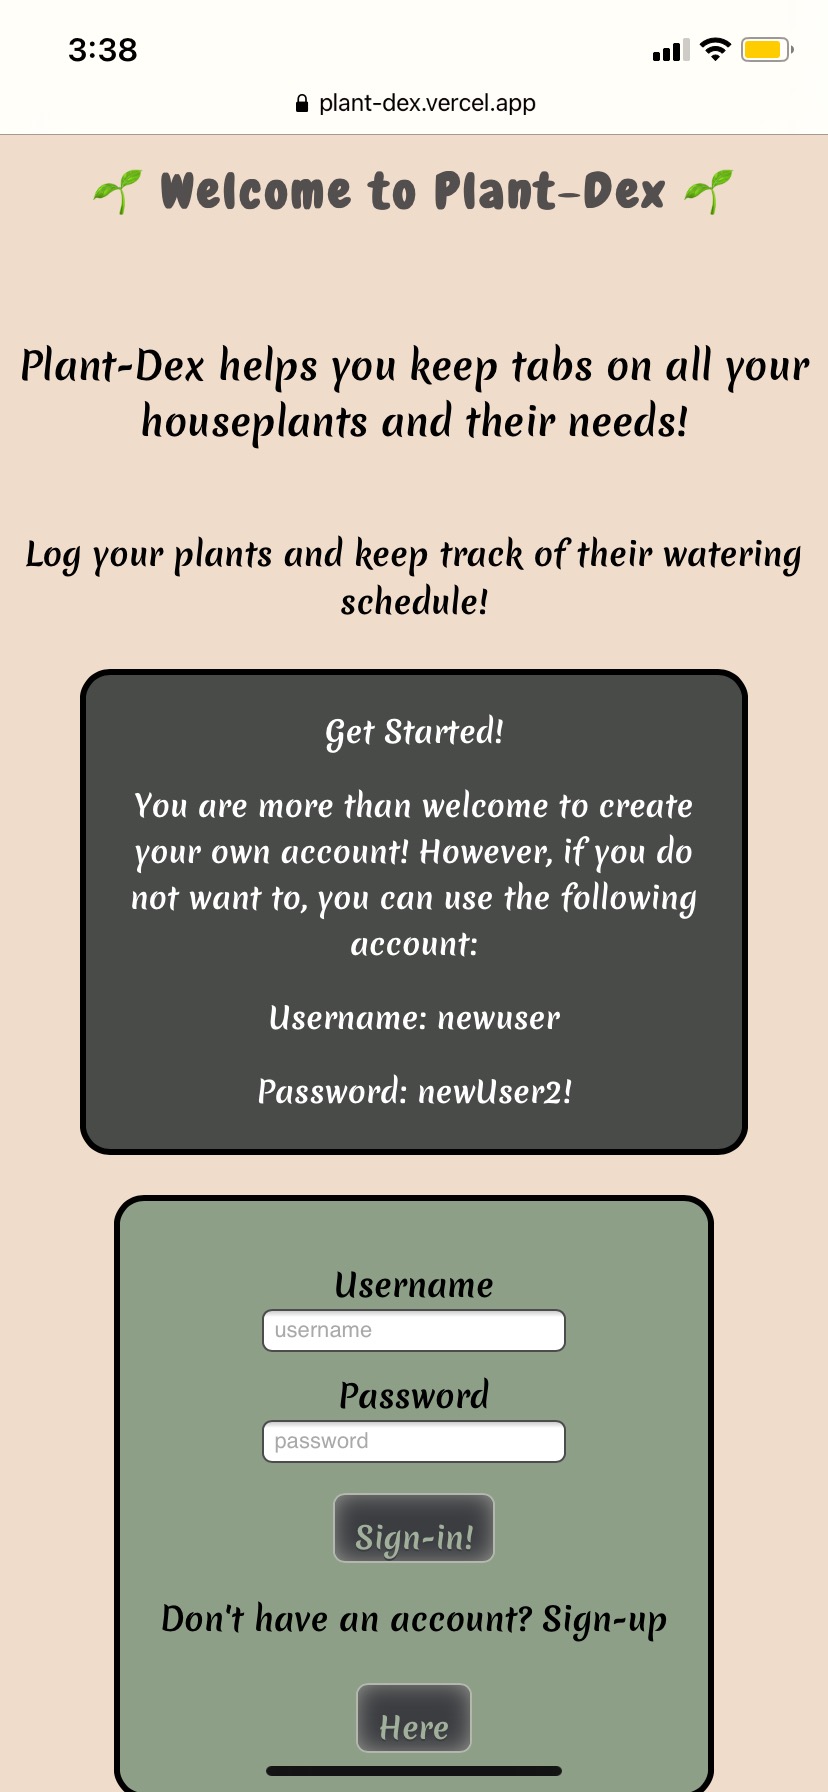 3:38
plant-dex.vercel.app
🌱 Welcome to Plant-Dex 🌱
Plant-Dex helps you keep tabs on all your
houseplants and their needs!
Log your plants and keep track of their watering
schedule!
Get Started!
You are more than welcome to create
your own account! However, if you do
not want to, you can use the following
account:
Username: newuser
Password: newUser2!
Username
username
Password
password
Sign-in!
Don't have an account? Sign-up
Here